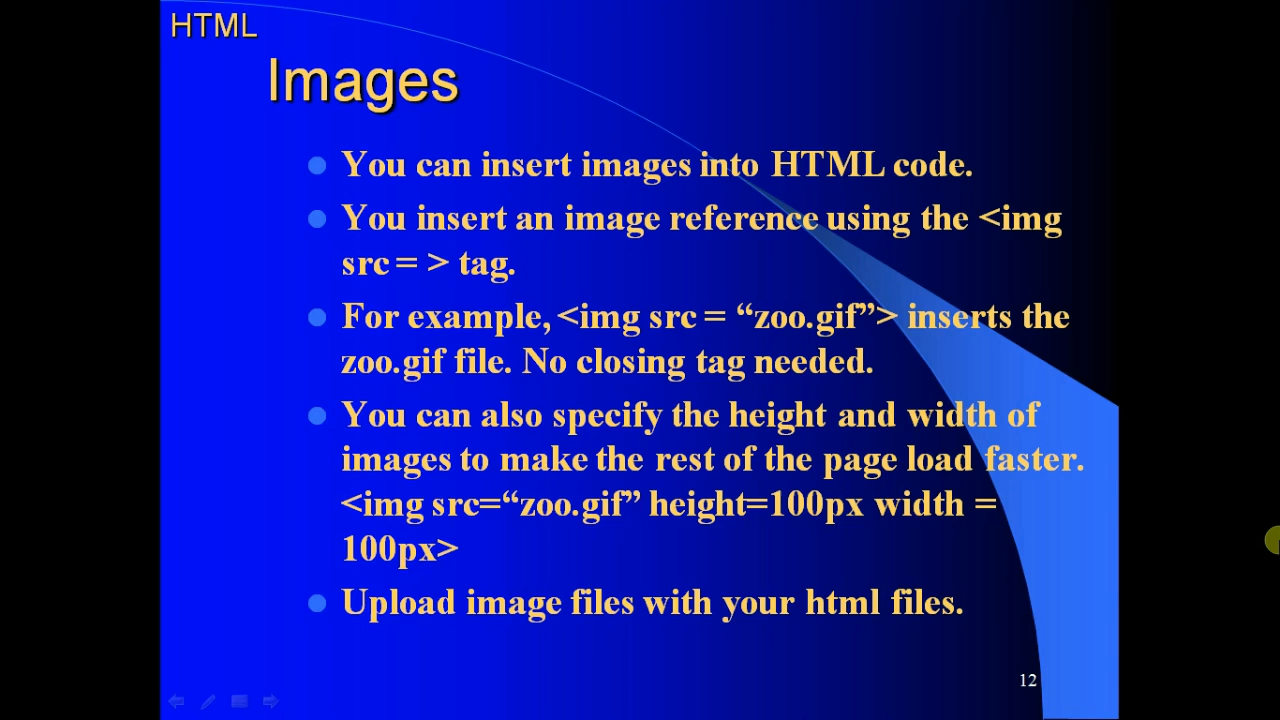 HTML
Images
You can insert images into HTML code.
You insert an image reference using the <img
src = > tag.
For example, <img src = “zoo.gif”> inserts the
zoo.gif file. No closing tag needed.
You can also specify the height and width of
images to make the rest of the page load faster.
<img src=“zoo.gif” height=100px width =
100px>
Upload image files with your html files.
12